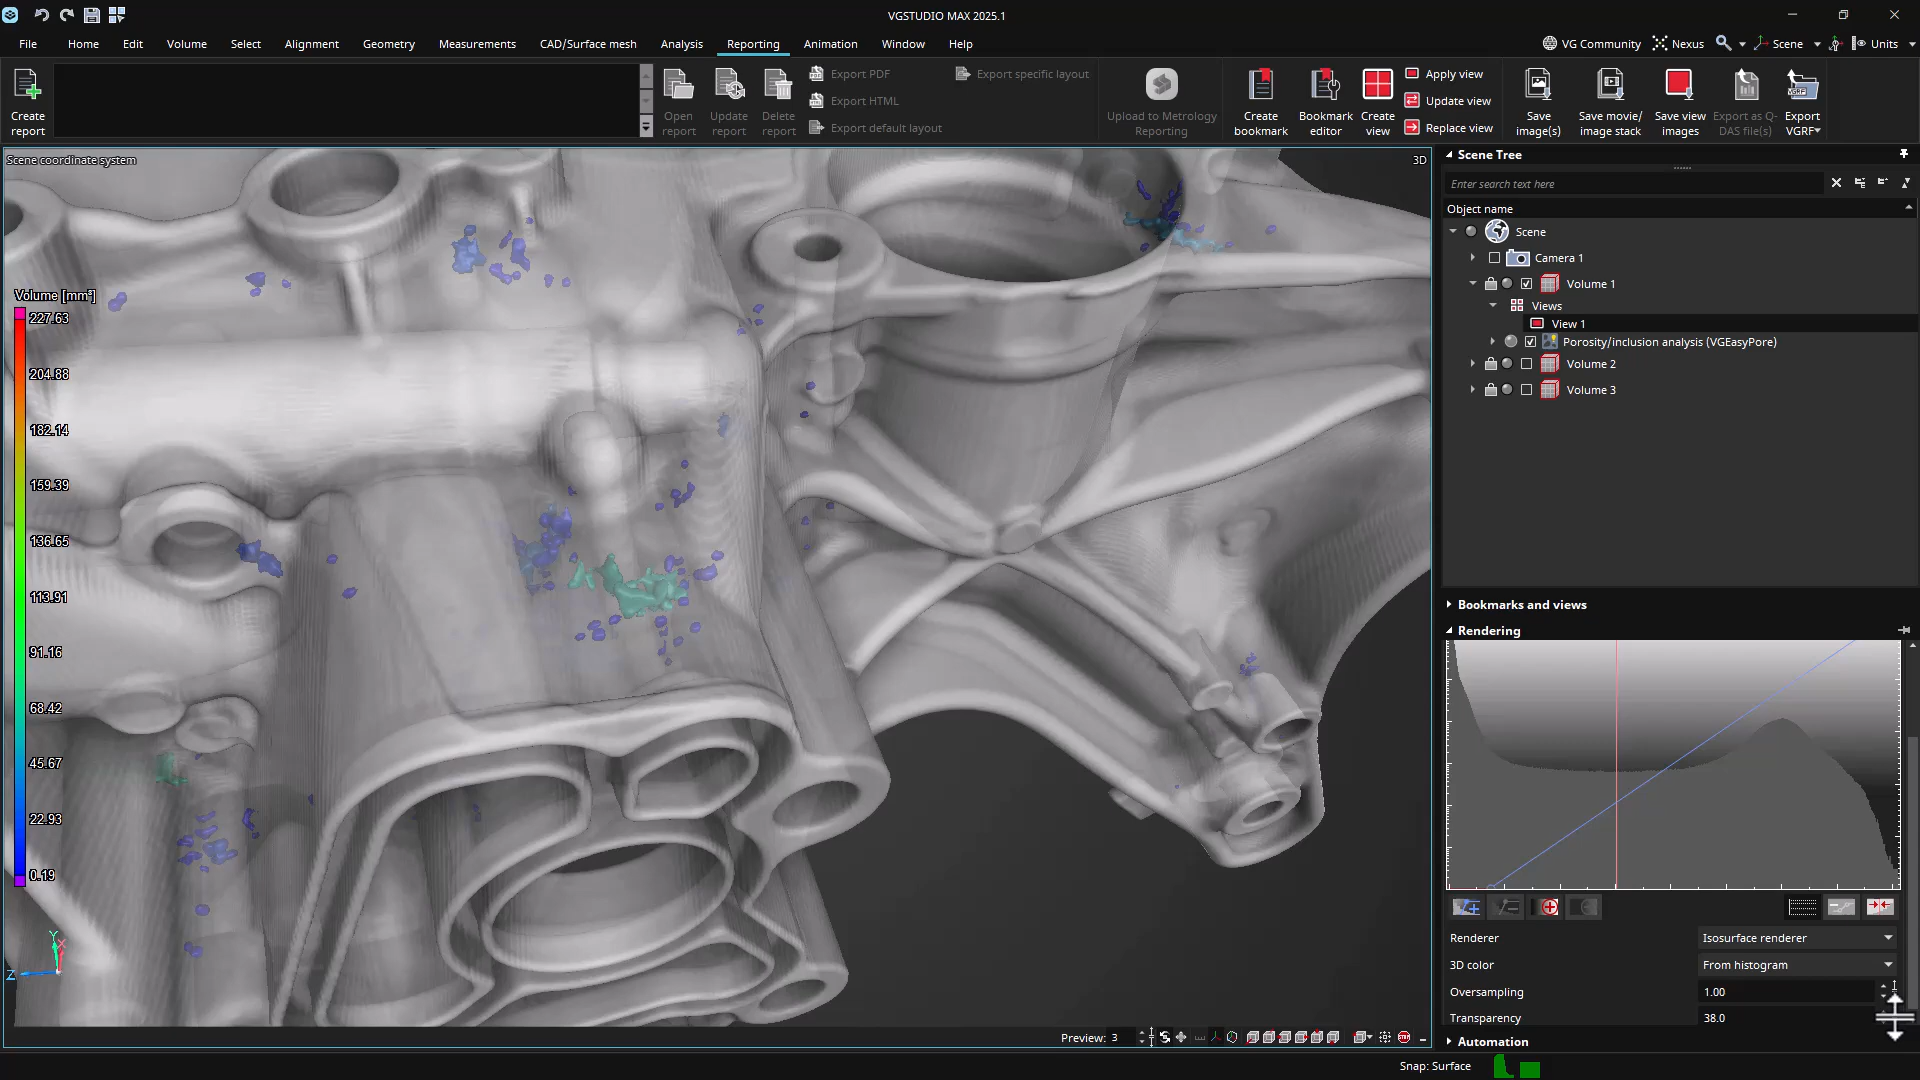 VGSTUDIO MAX 2025.1
File Home Edit Volume Select Alignment Geometry Measurements CAD/Surface mesh Analysis Reporting Animation Window Help
VG Community Nexus Scene Units
Create report
Open report
Update report
Delete report
Export PDF
Export HTML
Export default layout
Export specific layout
Upload to Metrology Reporting
Create bookmark
Bookmark editor
Create view
Apply view
Update view
Replace view
Save image(s)
Save movie/ image stack
Save view images
Export as Q-DAS file(s)
Export VGRF
Scene coordinate system
3D
Volume [mm³]
227.63
204.88
182.14
159.39
136.65
113.91
91.16
68.42
45.67
22.93
0.19
Y
X
Z
Preview: 3
Scene Tree
Enter search text here
Object name
Scene
Camera 1
Volume 1
Views
View 1
Porosity/inclusion analysis (VGEasyPore)
Volume 2
Volume 3
Bookmarks and views
Rendering
Renderer Isosurface renderer
3D color From histogram
Oversampling 1.00
Transparency 38.0
Automation
Snap: Surface